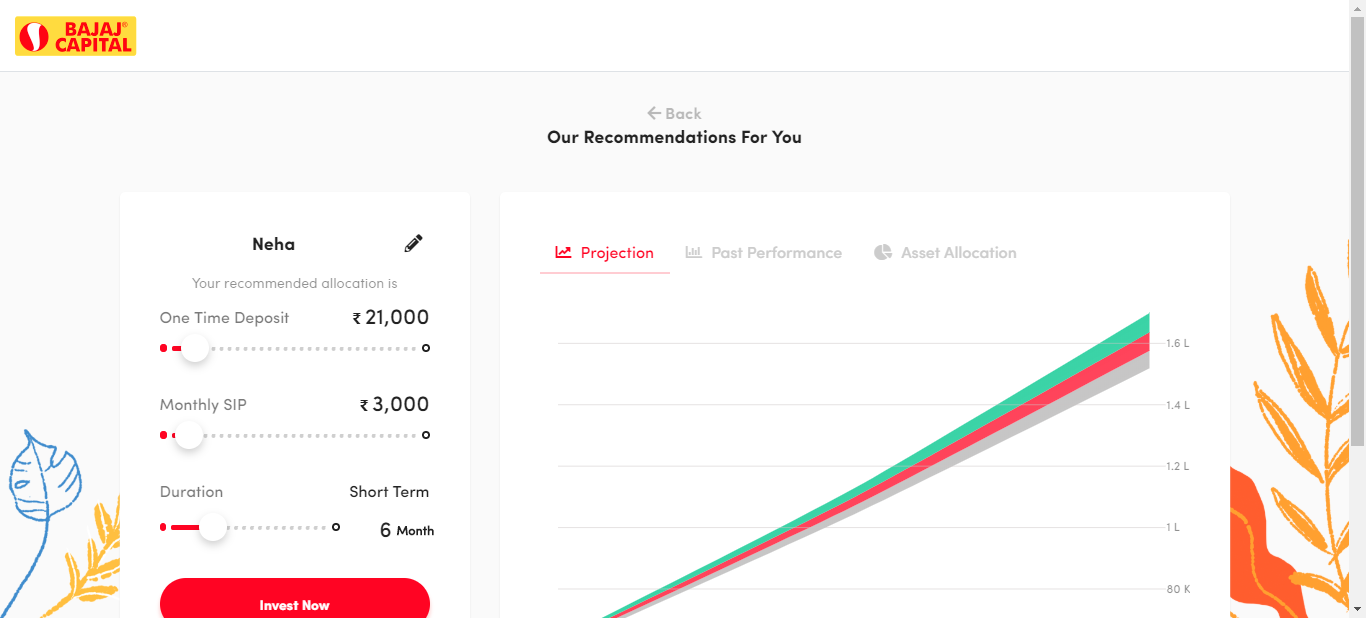 BAJAJ®
CAPITAL
Back
Our Recommendations For You
Neha
Your recommended allocation is
One Time Deposit ₹ 21,000
Monthly SIP ₹ 3,000
Duration Short Term
6 Month
Invest Now
Projection Past Performance Asset Allocation
1.6 L
1.4 L
1.2 L
1 L
80 K